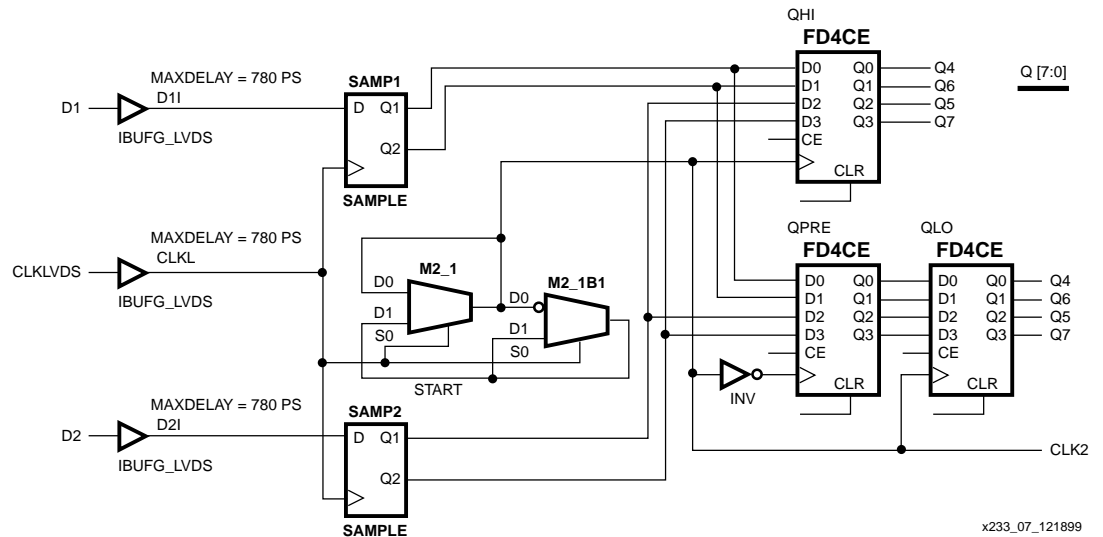 QHI
FD4CE
D0 Q0 Q4
D1 Q1 Q6
D2 Q2 Q5
D3 Q3 Q7
CE
CLR
Q [7:0]
MAXDELAY = 780 PS
D1 D1I
IBUFG_LVDS
SAMP1
D Q1
Q2
SAMPLE
MAXDELAY = 780 PS
CLKLVDS CLKL
IBUFG_LVDS
M2_1
D0
D1
S0
M2_1B1
D0
D1
S0
START
QPRE
FD4CE
D0 Q0
D1 Q1
D2 Q2
D3 Q3
CE
CLR
INV
QLO
FD4CE
D0 Q0 Q4
D1 Q1 Q6
D2 Q2 Q5
D3 Q3 Q7
CE
CLR
MAXDELAY = 780 PS
D2 D2I
IBUFG_LVDS
SAMP2
D Q1
Q2
SAMPLE
CLK2
x233_07_121899